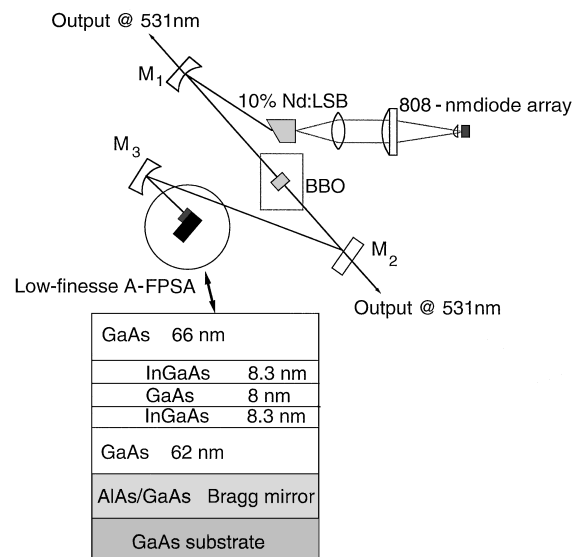 Output @ 531nm
M1
10% Nd:LSB
808 - nmdiode array
M3
BBO
M2
Low-finesse A-FPSA
Output @ 531nm
GaAs 66 nm
InGaAs 8.3 nm
GaAs 8 nm
InGaAs 8.3 nm
GaAs 62 nm
AlAs/GaAs Bragg mirror
GaAs substrate